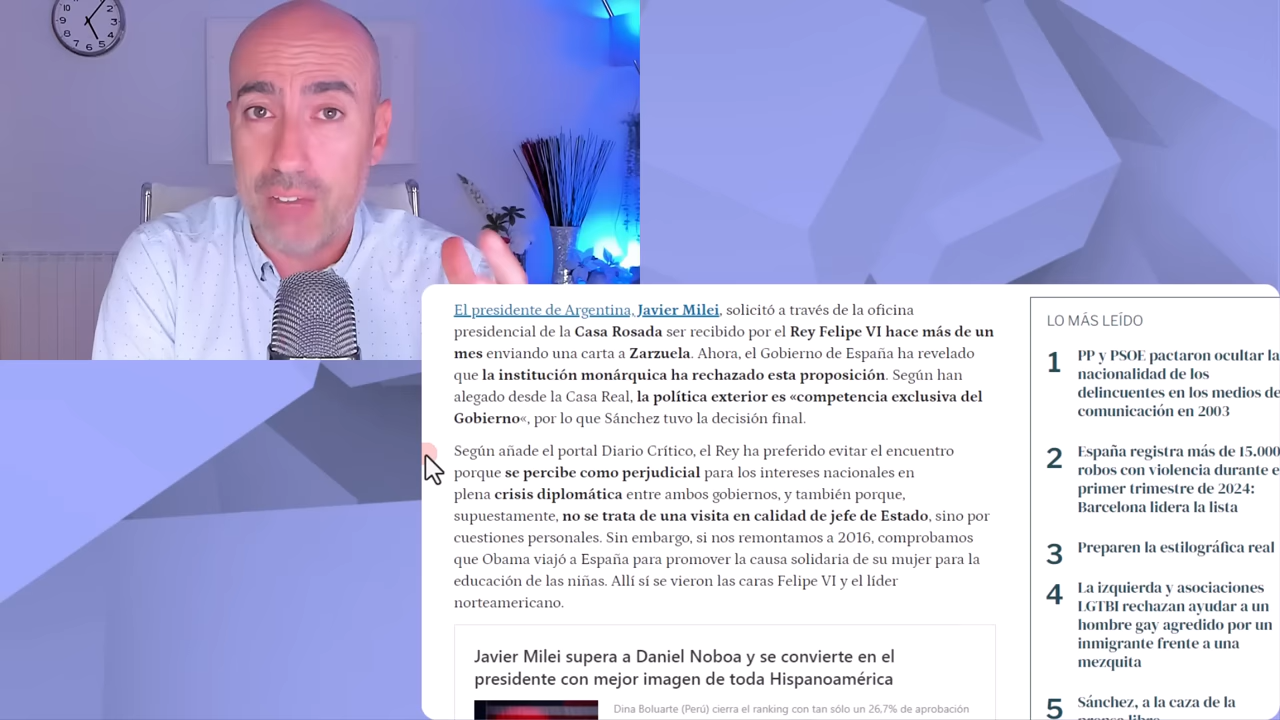 10
2
9
3
8
4
7
6
5
El presidente de Argentina, Javier Milei, solicitó a través de la oficina
presidencial de la Casa Rosada ser recibido por el Rey Felipe VI hace más de un
mes enviando una carta a Zarzuela. Ahora, el Gobierno de España ha revelado
que la institución monárquica ha rechazado esta proposición. Según han
alegado desde la Casa Real, la política exterior es «competencia exclusiva del
Gobierno«, por lo que Sánchez tuvo la decisión final.
Según añade el portal Diario Crítico, el Rey ha preferido evitar el encuentro
porque se percibe como perjudicial para los intereses nacionales en
plena crisis diplomática entre ambos gobiernos, y también porque,
supuestamente, no se trata de una visita en calidad de jefe de Estado, sino por
cuestiones personales. Sin embargo, si nos remontamos a 2016, comprobamos
que Obama viajó a España para promover la causa solidaria de su mujer para la
educación de las niñas. Allí sí se vieron las caras Felipe VI y el líder
norteamericano.
Javier Milei supera a Daniel Noboa y se convierte en el
presidente con mejor imagen de toda Hispanoamérica
Dina Boluarte (Perú) cierra el ranking con tan sólo un 26,7% de aprobación
LO MÁS LEÍDO
1 PP y PSOE pactaron ocultar la
nacionalidad de los
delincuentes en los medios de
comunicación en 2003
2 España registra más de 15.000
robos con violencia durante e
primer trimestre de 2024:
Barcelona lidera la lista
3 Preparen la estilográfica real
4 La izquierda y asociaciones
LGTBI rechazan ayudar a un
hombre gay agredido por un
inmigrante frente a una
mezquita
5 Sánchez, a la caza de la
prensa libre